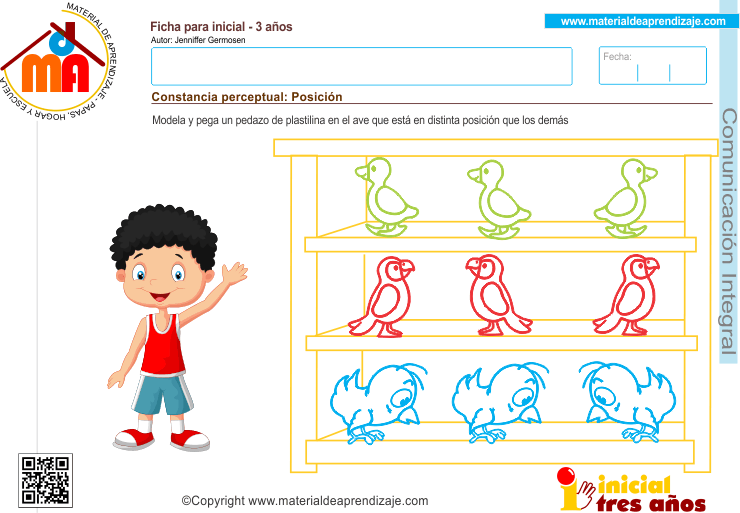 MATERIAL DE APRENDIZAJE - PAPAS, HOGAR Y ESCUELA
dmA
Ficha para inicial - 3 años
Autor: Jenniffer Germosen
www.materialdeaprendizaje.com
Fecha:
Constancia perceptual: Posición
Modela y pega un pedazo de plastilina en el ave que está en distinta posición que los demás
Comunicación Integral
©Copyright www.materialdeaprendizaje.com
inicial
tres años